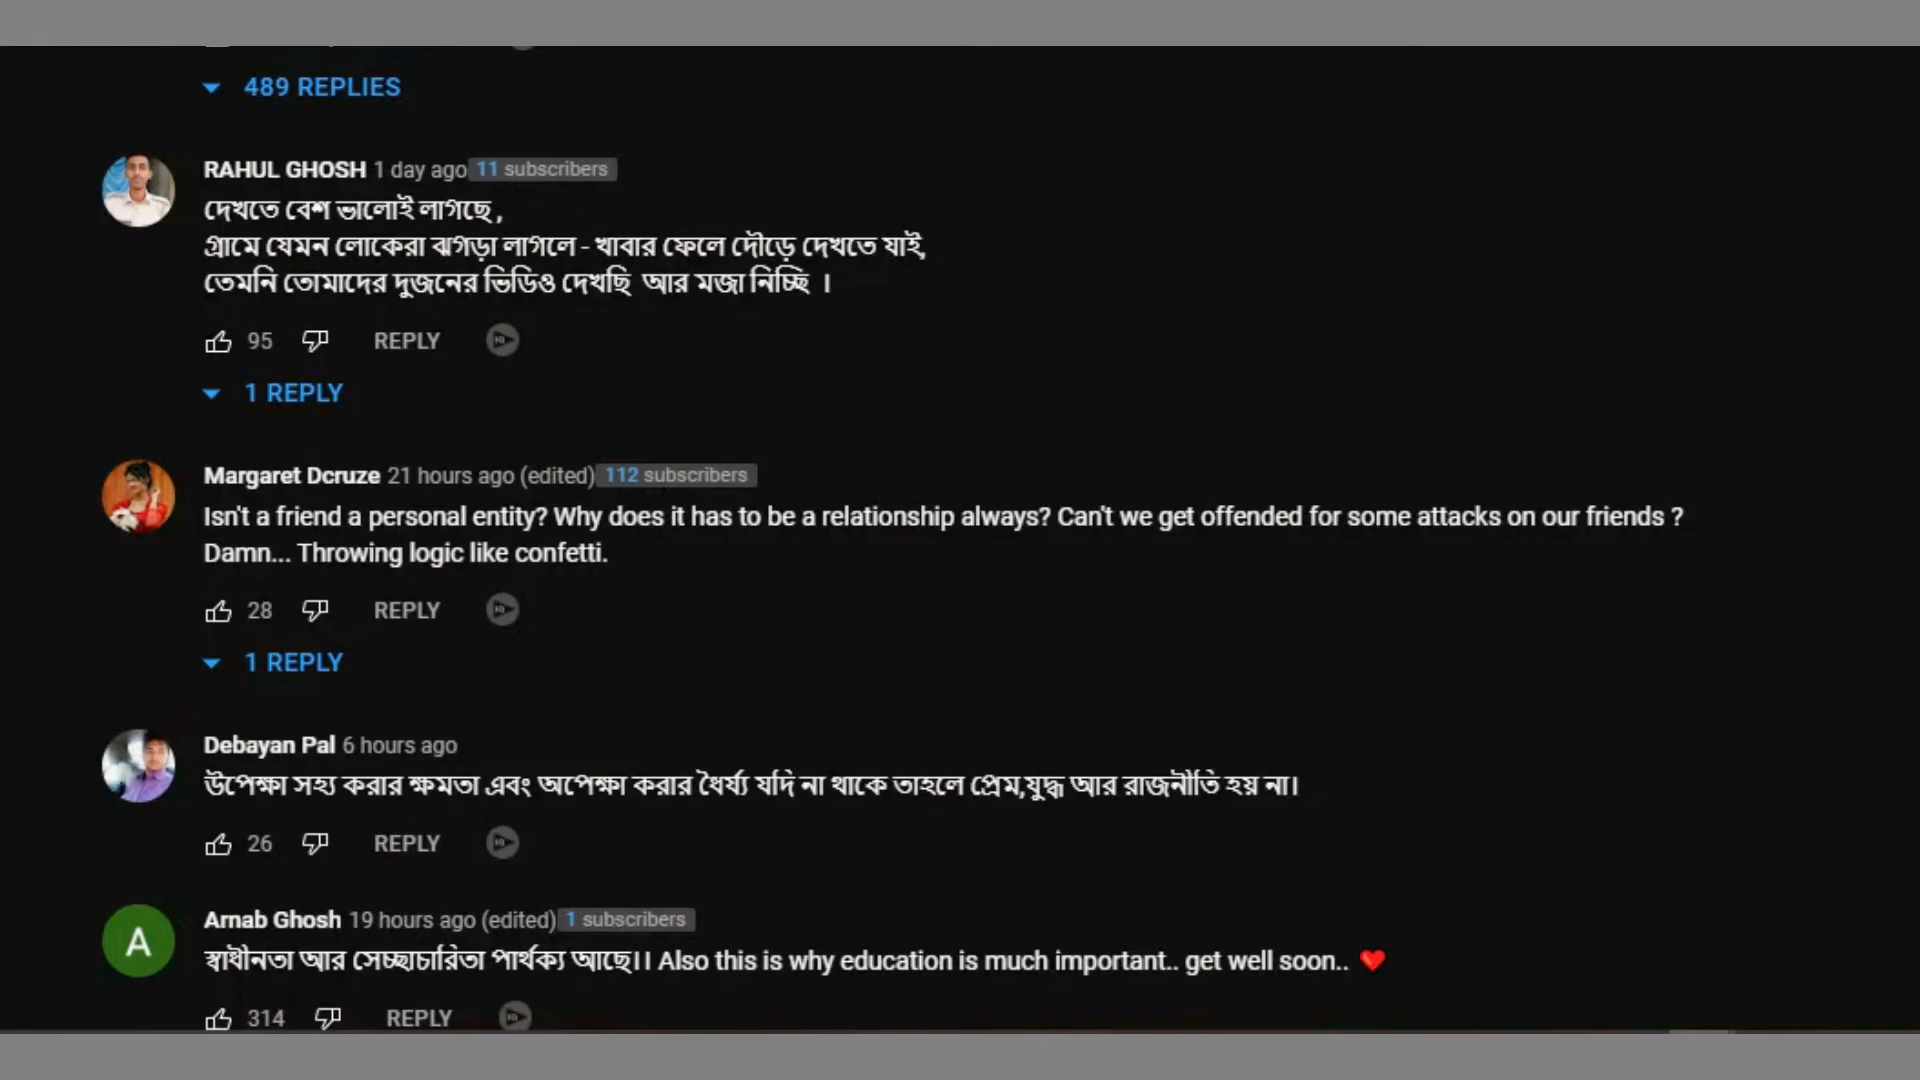 489 REPLIES
RAHUL GHOSH 1 day ago 11 subscribers
দেখতে বেশ ভালোই লাগছে ,
গ্রামে যেমন লোকেরা ঝগড়া লাগলে - খাবার ফেলে দৌড়ে দেখতে যাই,
তেমনি তোমাদের দুজনের ভিডিও দেখছি আর মজা নিচ্ছি ।
95 REPLY
1 REPLY
Margaret Dcruze 21 hours ago (edited) 112 subscribers
Isn't a friend a personal entity? Why does it has to be a relationship always? Can't we get offended for some attacks on our friends ?
Damn... Throwing logic like confetti.
28 REPLY
1 REPLY
Debayan Pal 6 hours ago
উপেক্ষা সহ্য করার ক্ষমতা এবং অপেক্ষা করার ধৈর্য্য যদি না থাকে তাহলে প্রেম,যুদ্ধ আর রাজনীতি হয় না।
26 REPLY
A
Arnab Ghosh 19 hours ago (edited) 1 subscribers
স্বাধীনতা আর সেচ্ছাচারিতা পার্থক্য আছে।। Also this is why education is much important.. get well soon.. ❤️
314 REPLY